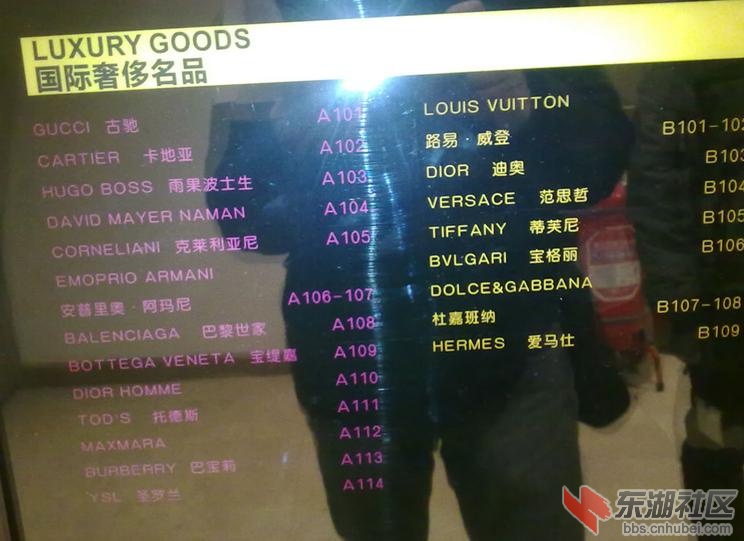 LUXURY GOODS
国际奢侈名品
GUCCI 古驰 A101
CARTIER 卡地亚 A102
HUGO BOSS 雨果波士生 A103
DAVID MAYER NAMAN A104
CORNELIANI 克莱利亚尼 A105
EMOPRIO ARMANI
安普里奥·阿玛尼 A106-107
BALENCIAGA 巴黎世家 A108
BOTTEGA VENETA 宝缇嘉 A109
DIOR HOMME A110
TOD'S 托德斯 A111
MAXMARA A112
BURBERRY 巴宝莉 A113
YSL 圣罗兰 A114
LOUIS VUITTON
路易·威登 B101-102
DIOR 迪奥 B103
VERSACE 范思哲 B104
TIFFANY 蒂芙尼 B105
BVLGARI 宝格丽 B106
DOLCE&GABBANA
杜嘉班纳 B107-108
HERMES 爱马仕 B109
东湖社区
bbs.cnhubei.com